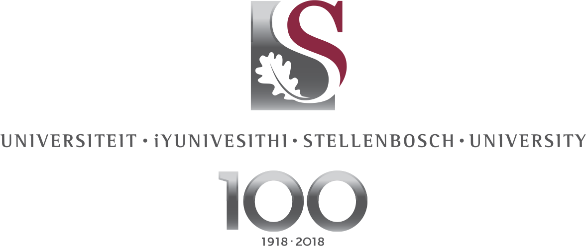 S
UNIVERSITEIT · iYUNIVESITHI · STELLENBOSCH · UNIVERSITY
100
1918 · 2018